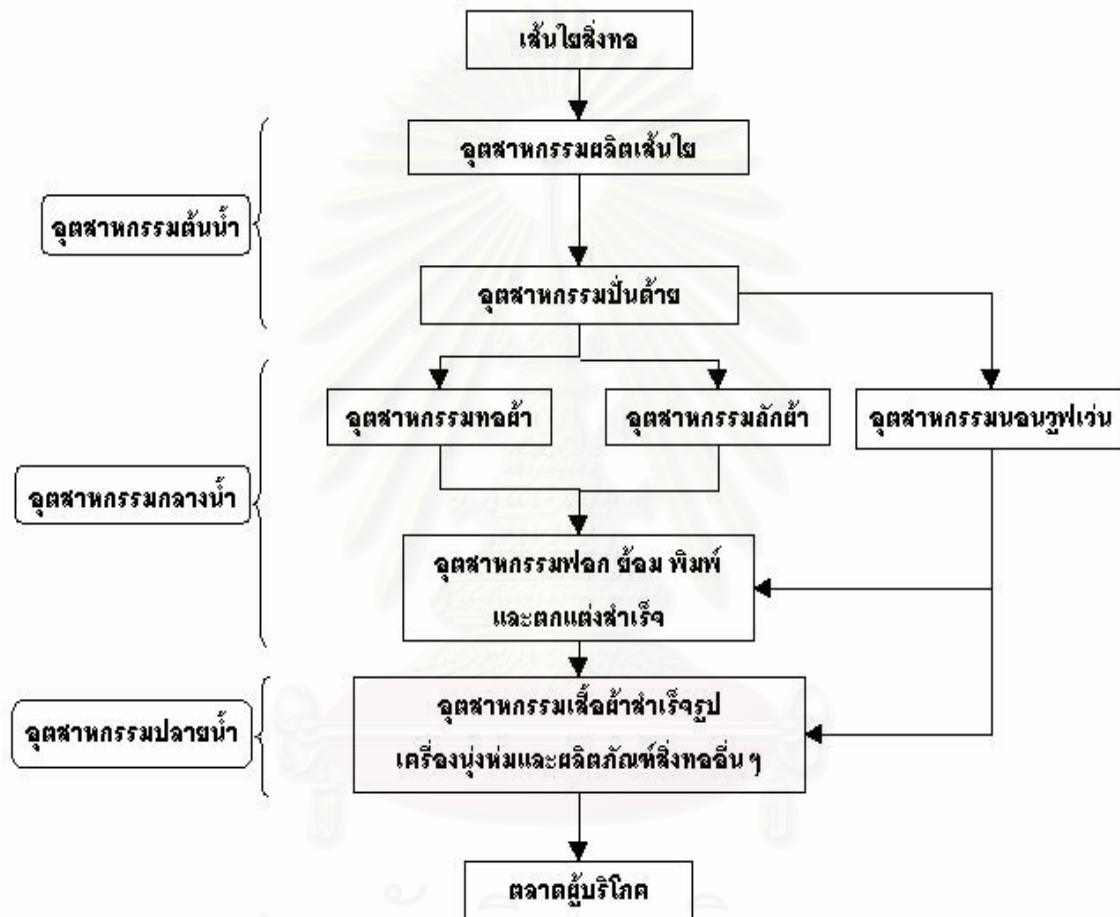 เส้นใยสิ่งทอ
อุตสาหกรรมผลิตเส้นใย
อุตสาหกรรมต้นน้ำ
อุตสาหกรรมปั่นด้าย
อุตสาหกรรมทอผ้า
อุตสาหกรรมถักผ้า
อุตสาหกรรมนอนวูฟเว่น
อุตสาหกรรมกลางน้ำ
อุตสาหกรรมฟอก ย้อม พิมพ์
และตกแต่งสำเร็จ
อุตสาหกรรมปลายน้ำ
อุตสาหกรรมเสื้อผ้าสำเร็จรูป
เครื่องนุ่งห่มและผลิตภัณฑ์สิ่งทออื่น ๆ
ตลาดผู้บริโภค